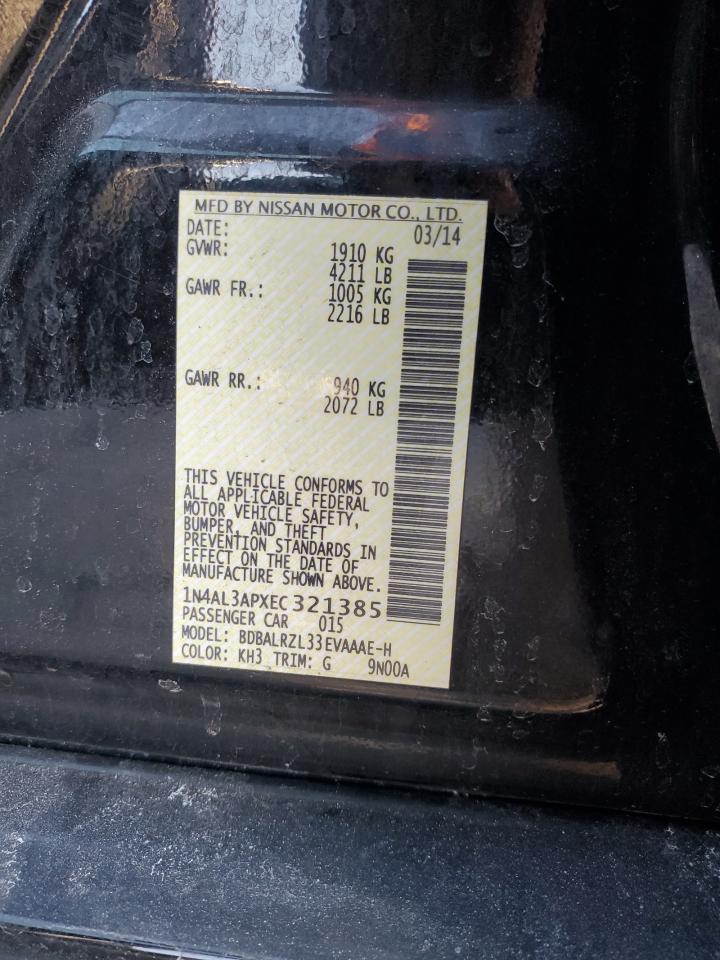 MFD BY NISSAN MOTOR CO., LTD.
DATE: 03/14
GVWR: 1910 KG
4211 LB
GAWR FR.: 1005 KG
2216 LB
GAWR RR.: 940 KG
2072 LB
THIS VEHICLE CONFORMS TO
ALL APPLICABLE FEDERAL
MOTOR VEHICLE SAFETY,
BUMPER, AND THEFT
PREVENTION STANDARDS IN
EFFECT ON THE DATE OF
MANUFACTURE SHOWN ABOVE.
1N4AL3APXEC321385
PASSENGER CAR 015
MODEL: BDBALRZL33EVAAAE-H
COLOR: KH3 TRIM: G 9N00A